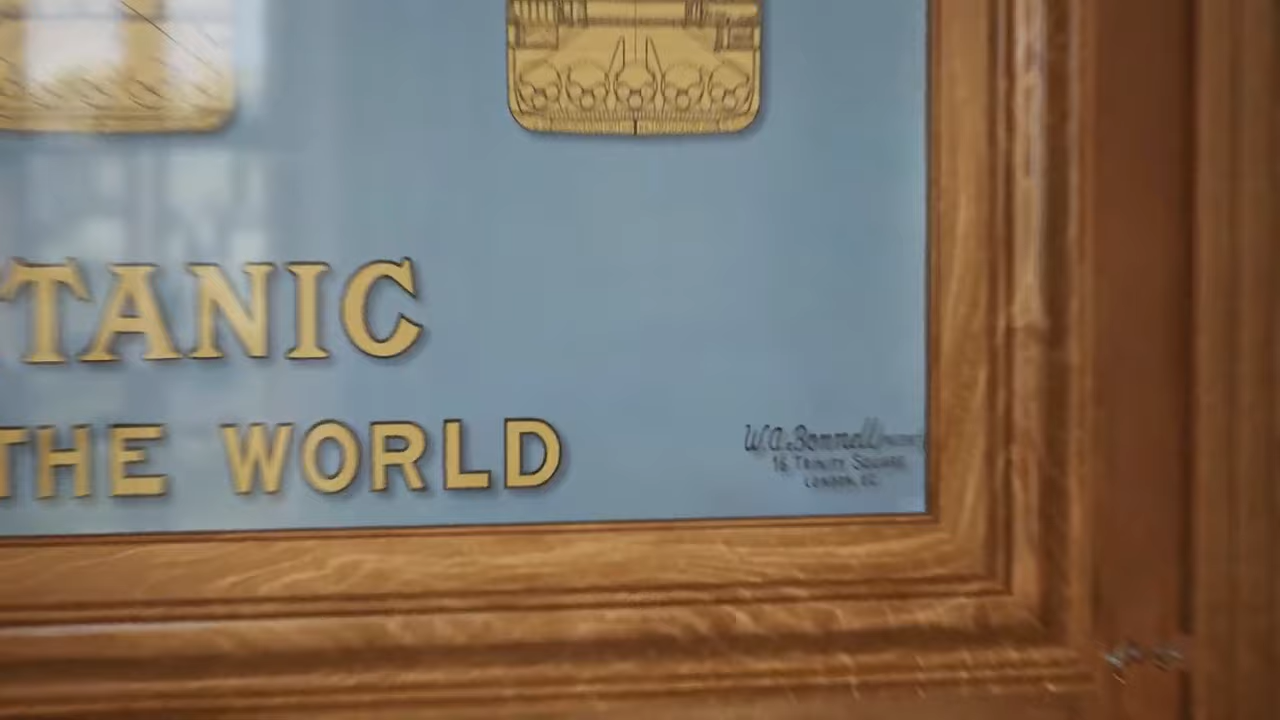 TANIC
THE WORLD
W.A. Bonnell
16 TRINITY SQUARE
LONDON, EC